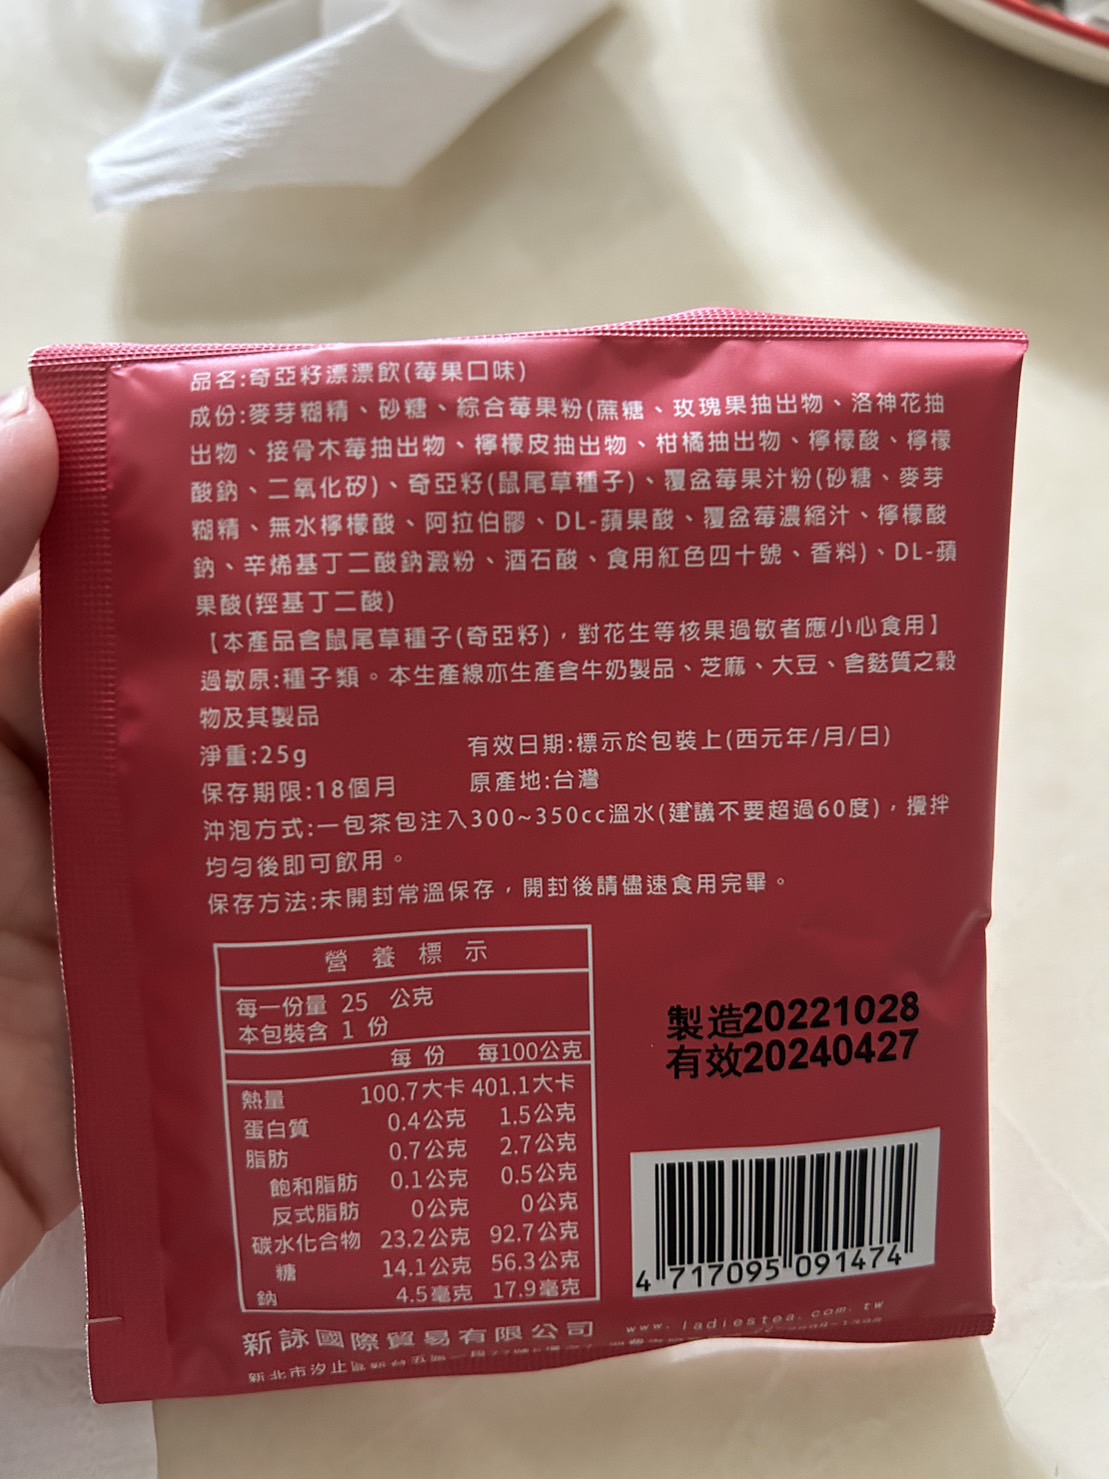 品名:奇亞籽漂漂飲(莓果口味)
成份:麥芽糊精、砂糖、綜合莓果粉(蔗糖、玫瑰果抽出物、洛神花抽
出物、接骨木莓抽出物、檸檬皮抽出物、柑橘抽出物、檸檬酸、檸檬
酸鈉、二氧化矽)、奇亞籽(鼠尾草種子)、覆盆莓果汁粉(砂糖、麥芽
糊精、無水檸檬酸、阿拉伯膠、DL-蘋果酸、覆盆莓濃縮汁、檸檬酸
鈉、辛烯基丁二酸鈉澱粉、酒石酸、食用紅色四十號、香料)、DL-蘋
果酸(羥基丁二酸)
【本產品含鼠尾草種子(奇亞籽)，對花生等核果過敏者應小心食用】
過敏原:種子類。本生產線亦生產含牛奶製品、芝麻、大豆、含麩質之穀
物及其製品
淨重:25g 有效日期:標示於包裝上(西元年/月/日)
保存期限:18個月 原產地:台灣
沖泡方式:一包茶包注入300~350cc溫水(建議不要超過60度)，攪拌
均勻後即可飲用。
保存方法:未開封常溫保存，開封後請儘速食用完畢。
營養標示
每一份量 25 公克
本包裝含 1 份
每份 每100公克
熱量 100.7大卡 401.1大卡
蛋白質 0.4公克 1.5公克
脂肪 0.7公克 2.7公克
飽和脂肪 0.1公克 0.5公克
反式脂肪 0公克 0公克
碳水化合物 23.2公克 92.7公克
糖 14.1公克 56.3公克
鈉 4.5毫克 17.9毫克
製造20221028
有效20240427
4 717095 091474
新詠國際貿易有限公司 www.ladiestea.com.tw
新北市汐止區